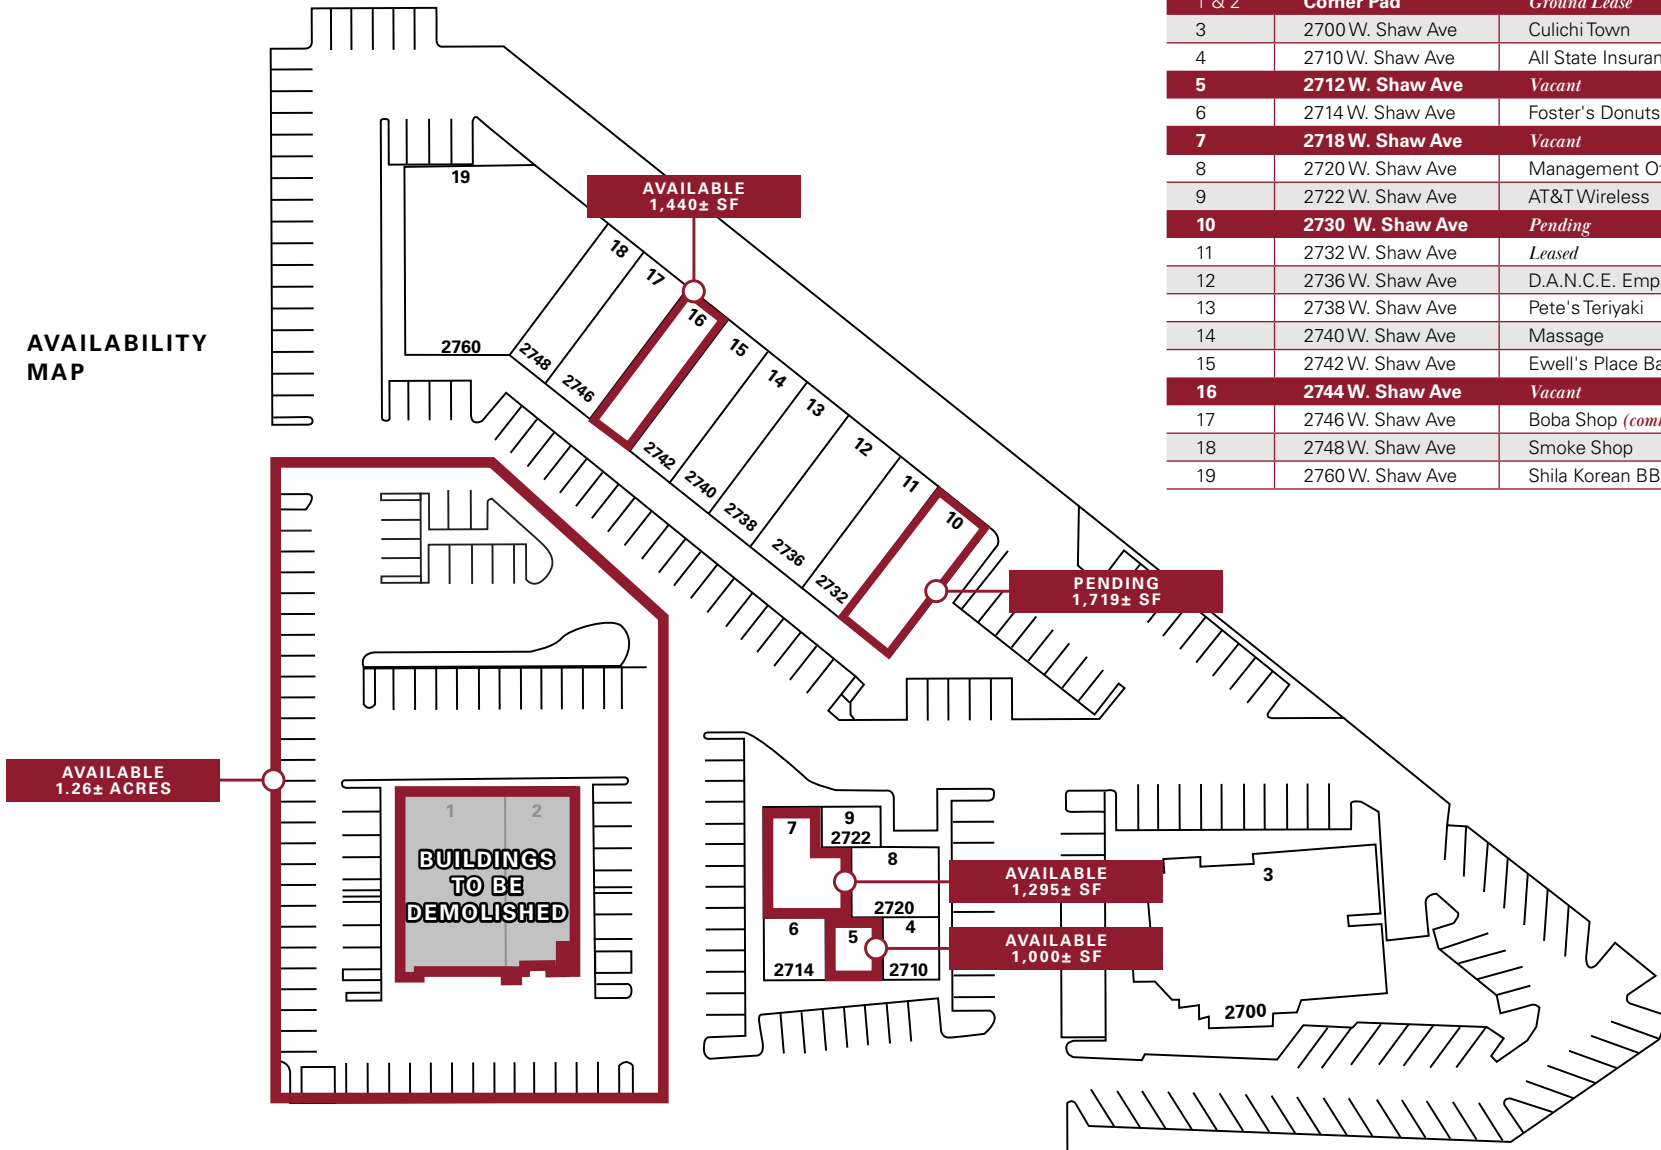 1 & 2 Corner Pad Ground Lease
3 2700 W. Shaw Ave Culichi Town
4 2710 W. Shaw Ave All State
5 2712 W. Shaw Ave Vacant
6 2714 W. Shaw Ave Foster's Donuts
7 2718 W. Shaw Ave Vacant
8 2720 W. Shaw Ave Management
9 2722 W. Shaw Ave AT&T Wireless
10 2730 W. Shaw Ave Pending
11 2732 W. Shaw Ave Leased
12 2736 W. Shaw Ave D.A.N.C.E.
13 2738 W. Shaw Ave Pete's Teriyaki
14 2740 W. Shaw Ave Massage
15 2742 W. Shaw Ave Ewell's Place
16 2744 W. Shaw Ave Vacant
17 2746 W. Shaw Ave Boba Shop
18 2748 W. Shaw Ave Smoke Shop
19 2760 W. Shaw Ave Shila Korean
AVAILABILITY
MAP
19
2760
AVAILABLE
1,440± SF
18
2748
17
2746
16
15
2742
14
2740
13
2738
12
2736
11
2732
10
PENDING
1,719± SF
AVAILABLE
1.26± ACRES
1
2
BUILDINGS
TO BE
DEMOLISHED
7
9
2722
8
2720
AVAILABLE
1,295± SF
6
2714
5
4
2710
AVAILABLE
1,000± SF
3
2700